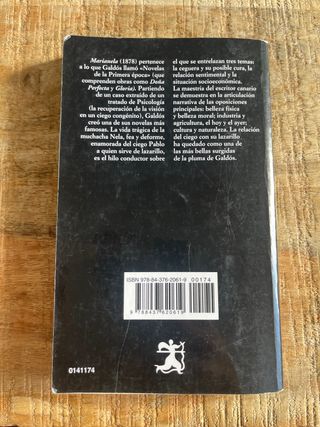 Marianela (1878) pertenece
a lo que Galdós llamó «Novelas
de la Primera época» (que
comprenden obras como Doña
Perfecta y Gloria). Partiendo
de un caso extraído de un
tratado de Psicología
(la recuperación de la visión
en un ciego congénito), Galdós
creó una de sus novelas más
famosas. La vida trágica de la
muchacha Nela, fea y deforme,
enamorada del ciego Pablo
a quien sirve de lazarillo,
es el hilo conductor sobre
el que se entrelazan tres temas:
la ceguera y su posible cura, la
relación sentimental y la
situación socioeconómica.
La maestría del escritor canario
se demuestra en la articulación
narrativa de las oposiciones
principales: belleza física
y belleza moral; industria y
agricultura, el hoy y el ayer;
cultura y naturaleza. La relación
del ciego con su lazarillo
ha quedado como una de
las más bellas surgidas
de la pluma de Galdós.
ISBN 978-84-376-2061-9
00174
9 788437 620619
0141174